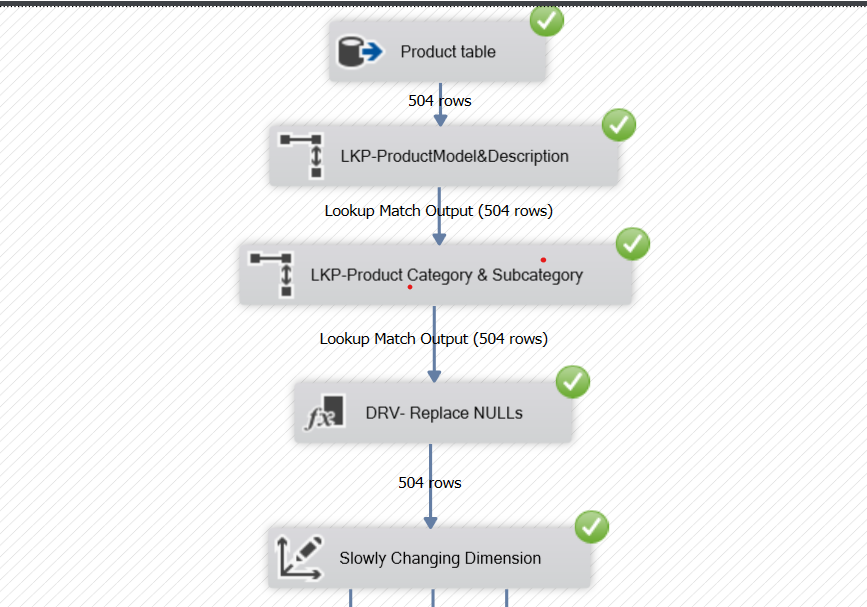 Product table
504 rows
LKP-ProductModel&Description
Lookup Match Output (504 rows)
LKP-Product Category & Subcategory
Lookup Match Output (504 rows)
DRV- Replace NULLs
504 rows
Slowly Changing Dimension